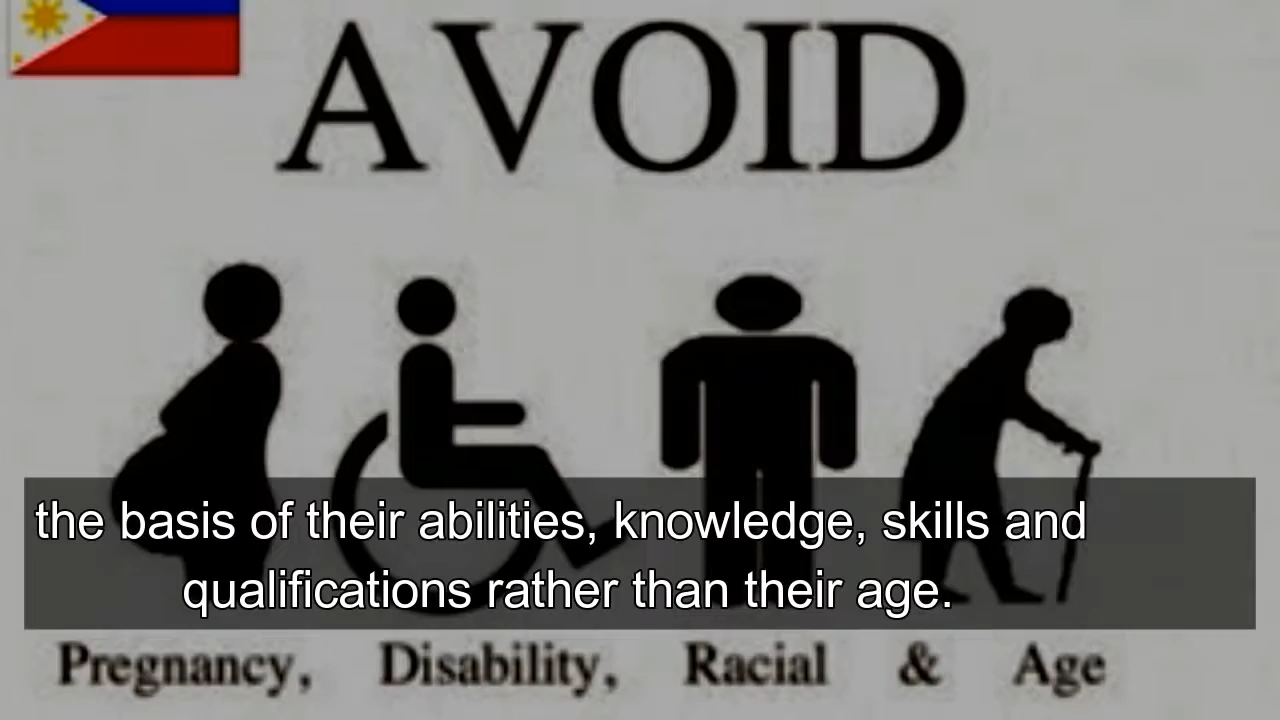 AVOID
the basis of their abilities, knowledge, skills and
qualifications rather than their age.
Pregnancy, Disability, Racial & Age